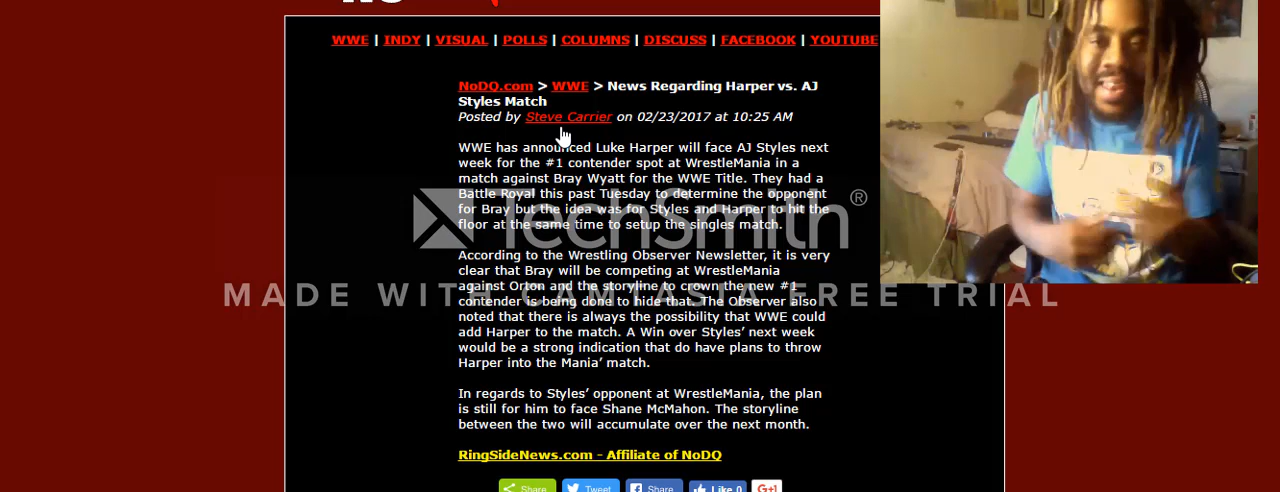 WWE | INDY | VISUAL | POLLS | COLUMNS | DISCUSS | FACEBOOK | YOUTUBE
NoDQ.com > WWE > News Regarding Harper vs. AJ
Styles Match
Posted by Steve Carrier on 02/23/2017 at 10:25 AM
WWE has announced Luke Harper will face AJ Styles next
week for the #1 contender spot at WrestleMania in a
match against Bray Wyatt for the WWE Title. They had a
Battle Royal this past Tuesday to determine the opponent
for Bray but the idea was for Styles and Harper to hit the
floor at the same time to setup the singles match.
TechSmith®
According to the Wrestling Observer Newsletter, it is very
clear that Bray will be competing at WrestleMania
against Orton and the storyline to crown the new #1
contender is being done to hide that. The Observer also
noted that there is always the possibility that WWE could
add Harper to the match. A Win over Styles' next week
would be a strong indication that do have plans to throw
Harper into the Mania' match.
MADE WITH CAMTASIA FREE TRIAL
In regards to Styles' opponent at WrestleMania, the plan
is still for him to face Shane McMahon. The storyline
between the two will accumulate over the next month.
RingSideNews.com - Affiliate of NoDQ
Share Tweet Share Like 0 G+1